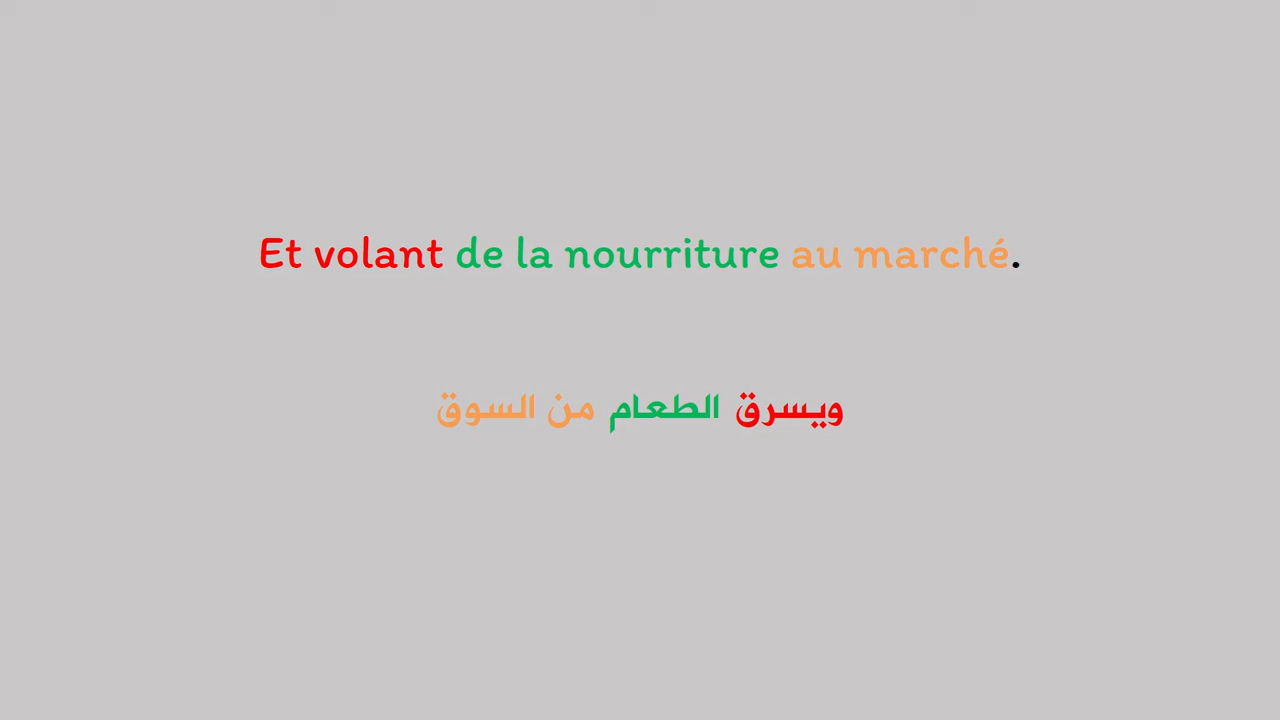 Et volant de la nourriture au marché.
ويسرق الطعام من السوق